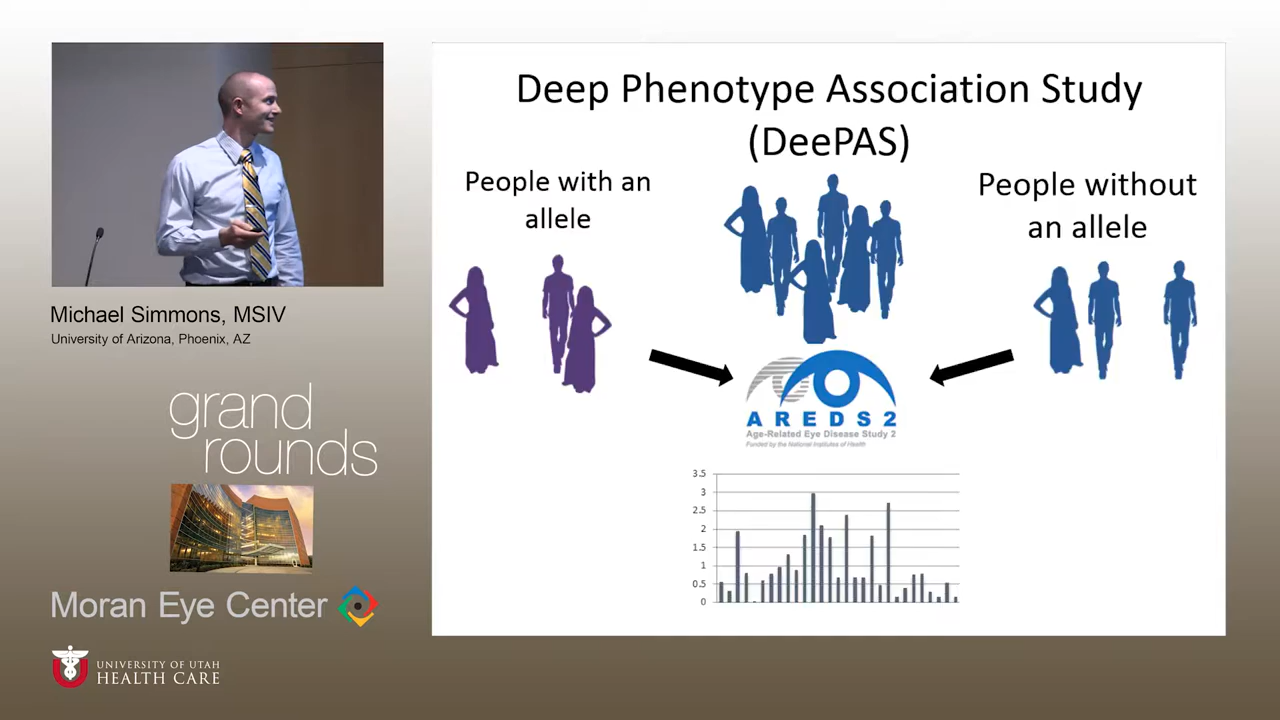 Deep Phenotype Association Study
(DeePAS)
People with an
allele
People without
an allele
AREDS2
Age-Related Eye Disease Study 2
Funded by the National Institutes of Health
3.5
3
2.5
2
1.5
1
0.5
0
Michael Simmons, MSIV
University of Arizona, Phoenix, AZ
grand
rounds
Moran Eye Center
UNIVERSITY OF UTAH
HEALTH CARE